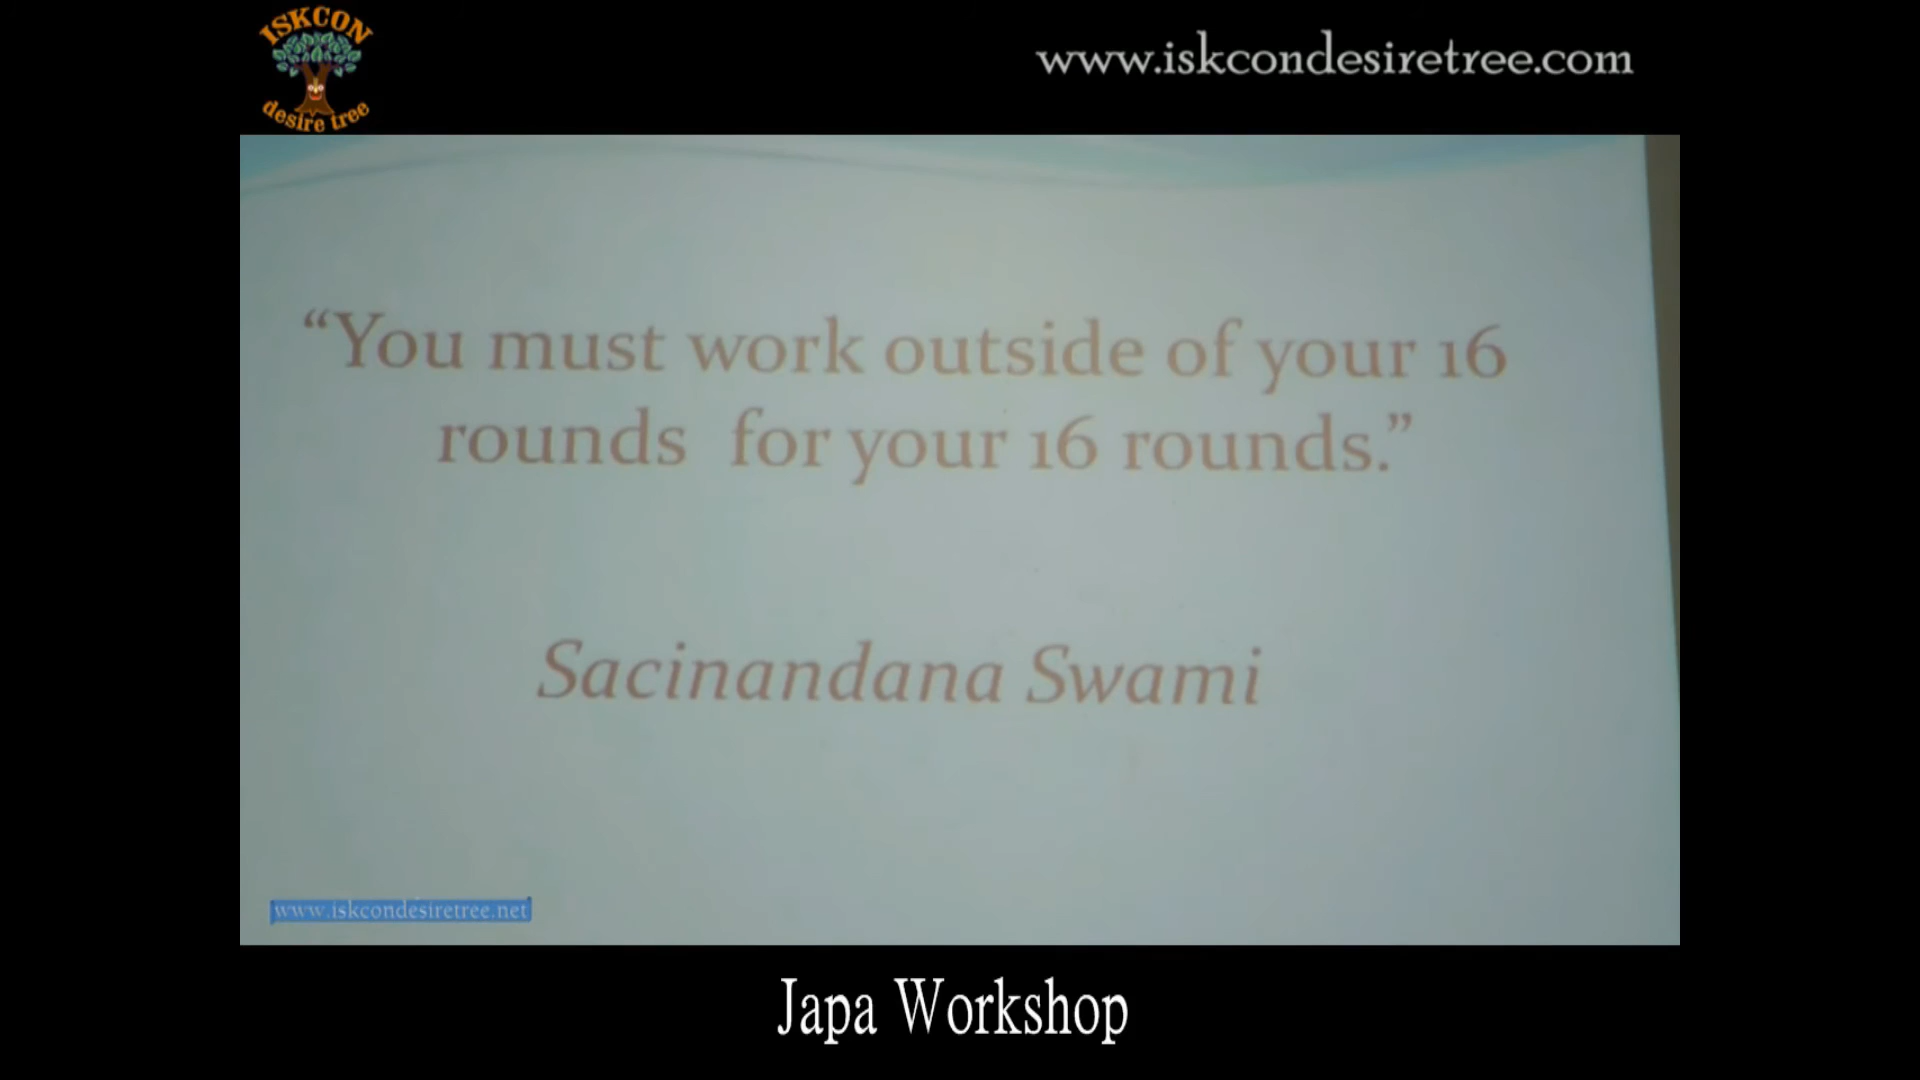 ISKCON
desire tree
www.iskcondesiretree.com
“You must work outside of your 16
rounds for your 16 rounds.”
Sacinandana Swami
www.iskcondesiretree.net
Japa Workshop